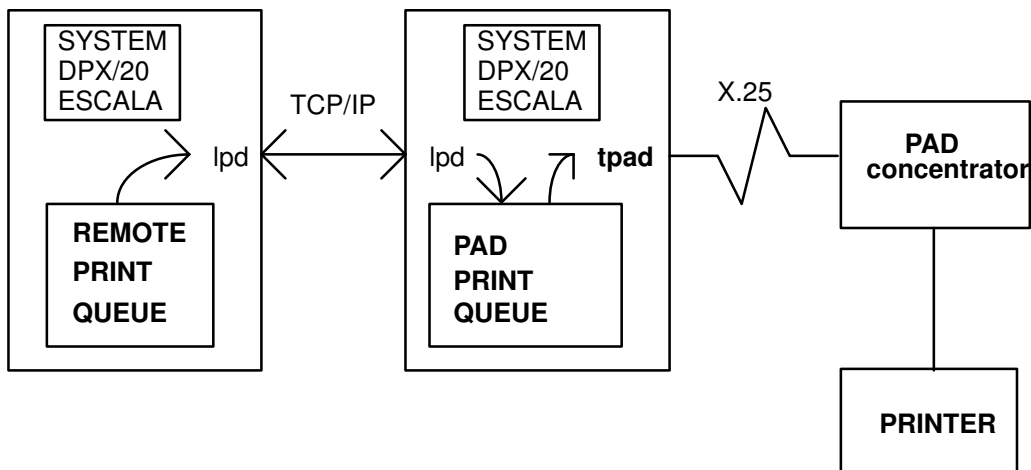 SYSTEM
DPX/20
ESCALA
lpd
REMOTE
PRINT
QUEUE
TCP/IP
SYSTEM
DPX/20
ESCALA
lpd
tpad
PAD
PRINT
QUEUE
X.25
PAD
concentrator
PRINTER